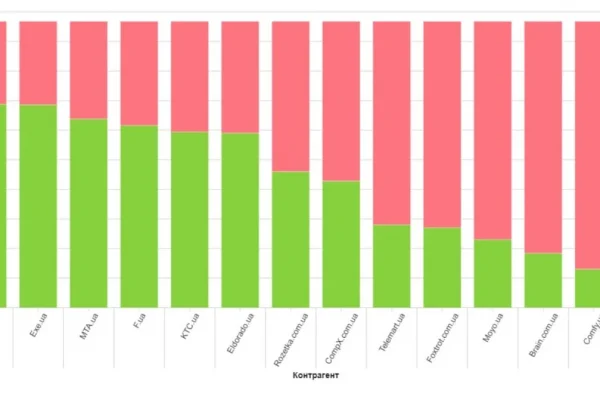 Exe.ua
MTA.ua
F.ua
KTC.ua
Eldorado.ua
Rozetka.com.ua
CompX.com.ua
Telemart.ua
Foxtrot.com.ua
Moyo.ua
Brain.com.ua
Comfy.u
Контрагент